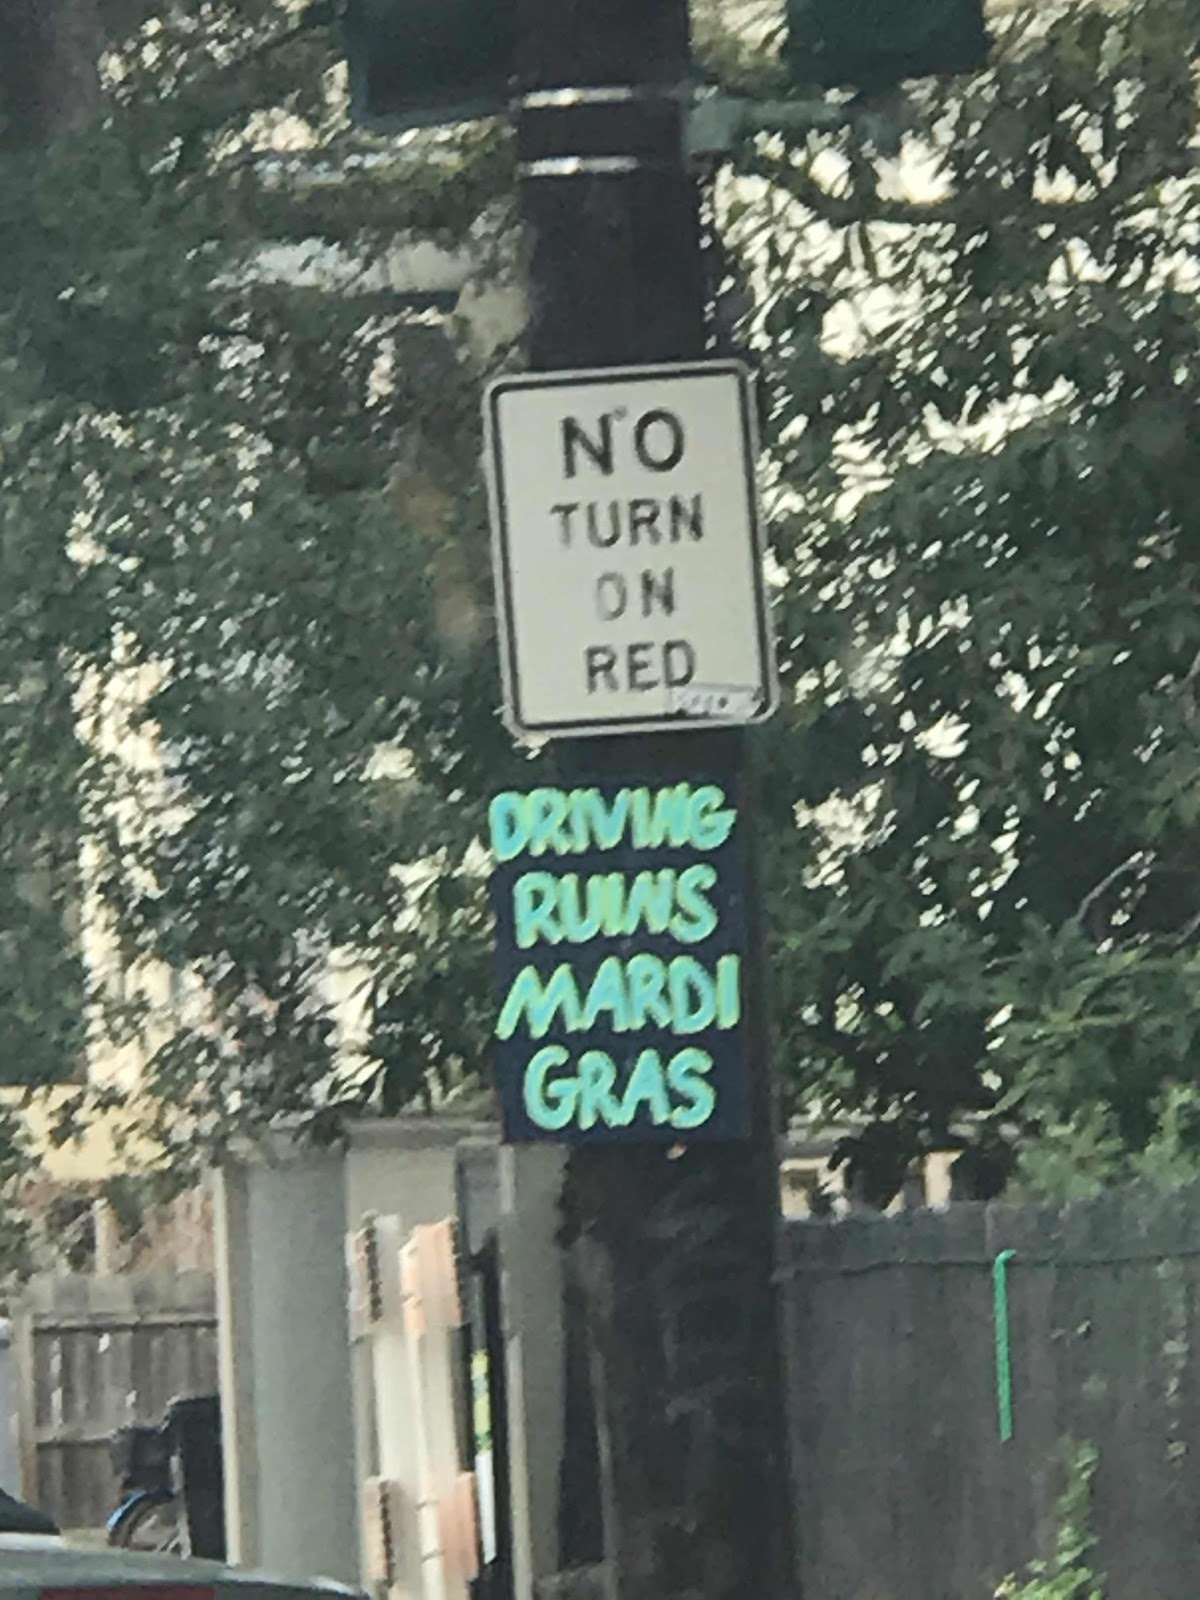 NO
TURN
ON
RED
DRIVING
RUINS
MARDI
GRAS